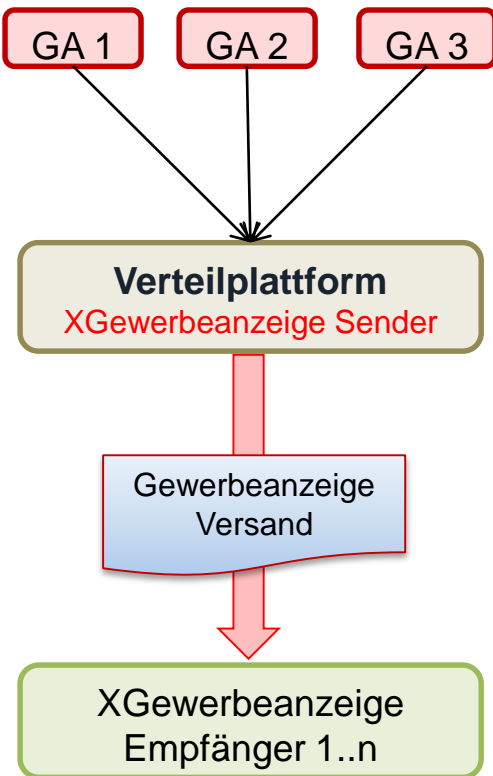 GA 1
GA 2
GA 3
Verteilplattform
XGewerbeanzeige Sender
Gewerbeanzeige
Versand
XGewerbeanzeige
Empfänger 1..n